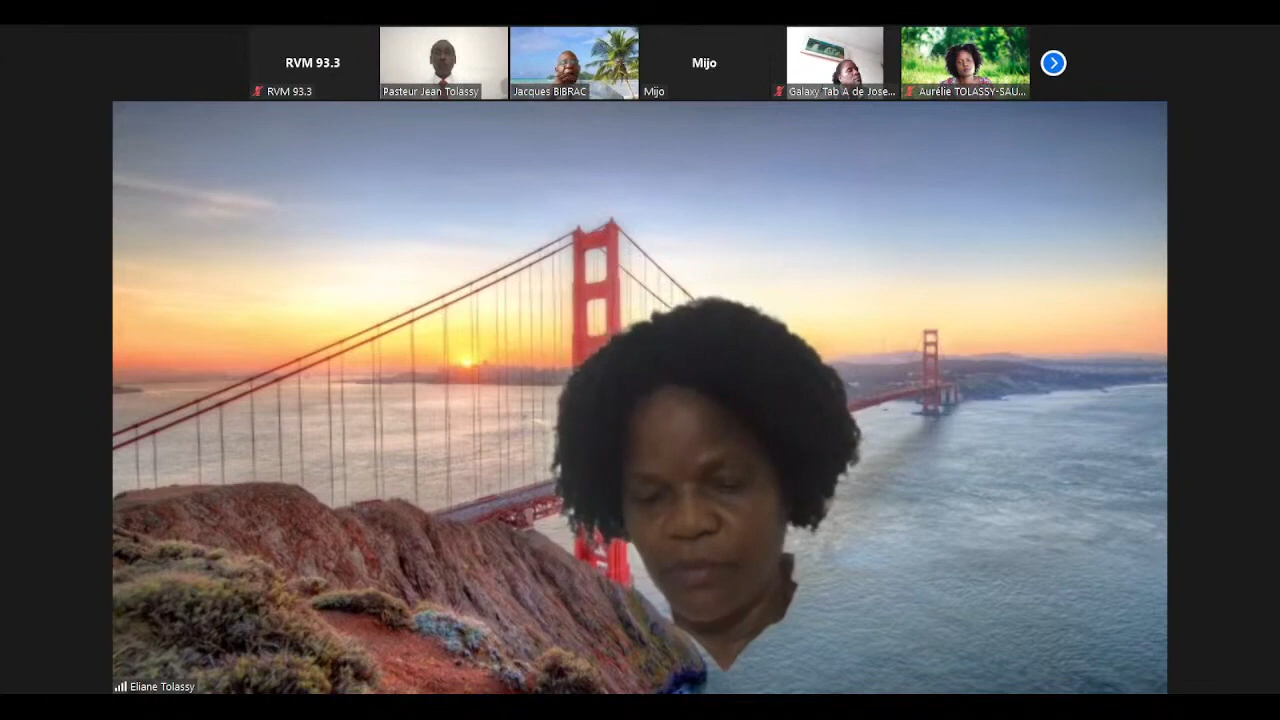 RVM 93.3
Mijo
RVM 93.3
Pasteur Jean Tolassy
Jacques BIBRAC
Mijo
Galaxy Tab A de Jose...
Aurélie TOLASSY-SAU...
Eliane Tolassy